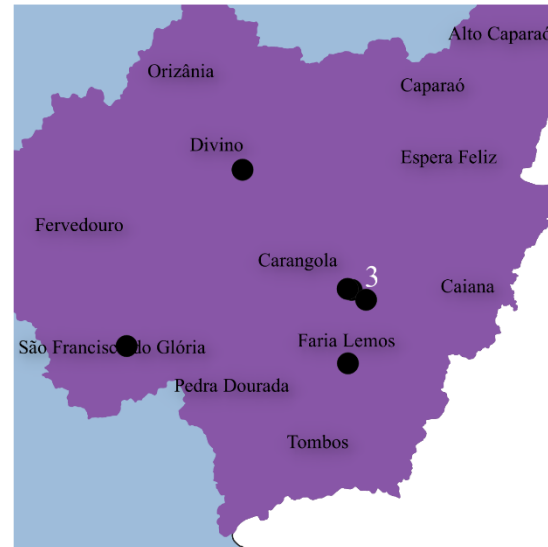 Alto Caparaó
Orizânia
Caparaó
Divino
Espera Feliz
Fervedouro
Carangola
3
Caiana
Faria Lemos
São Francisco do Glória
Pedra Dourada
Tombos